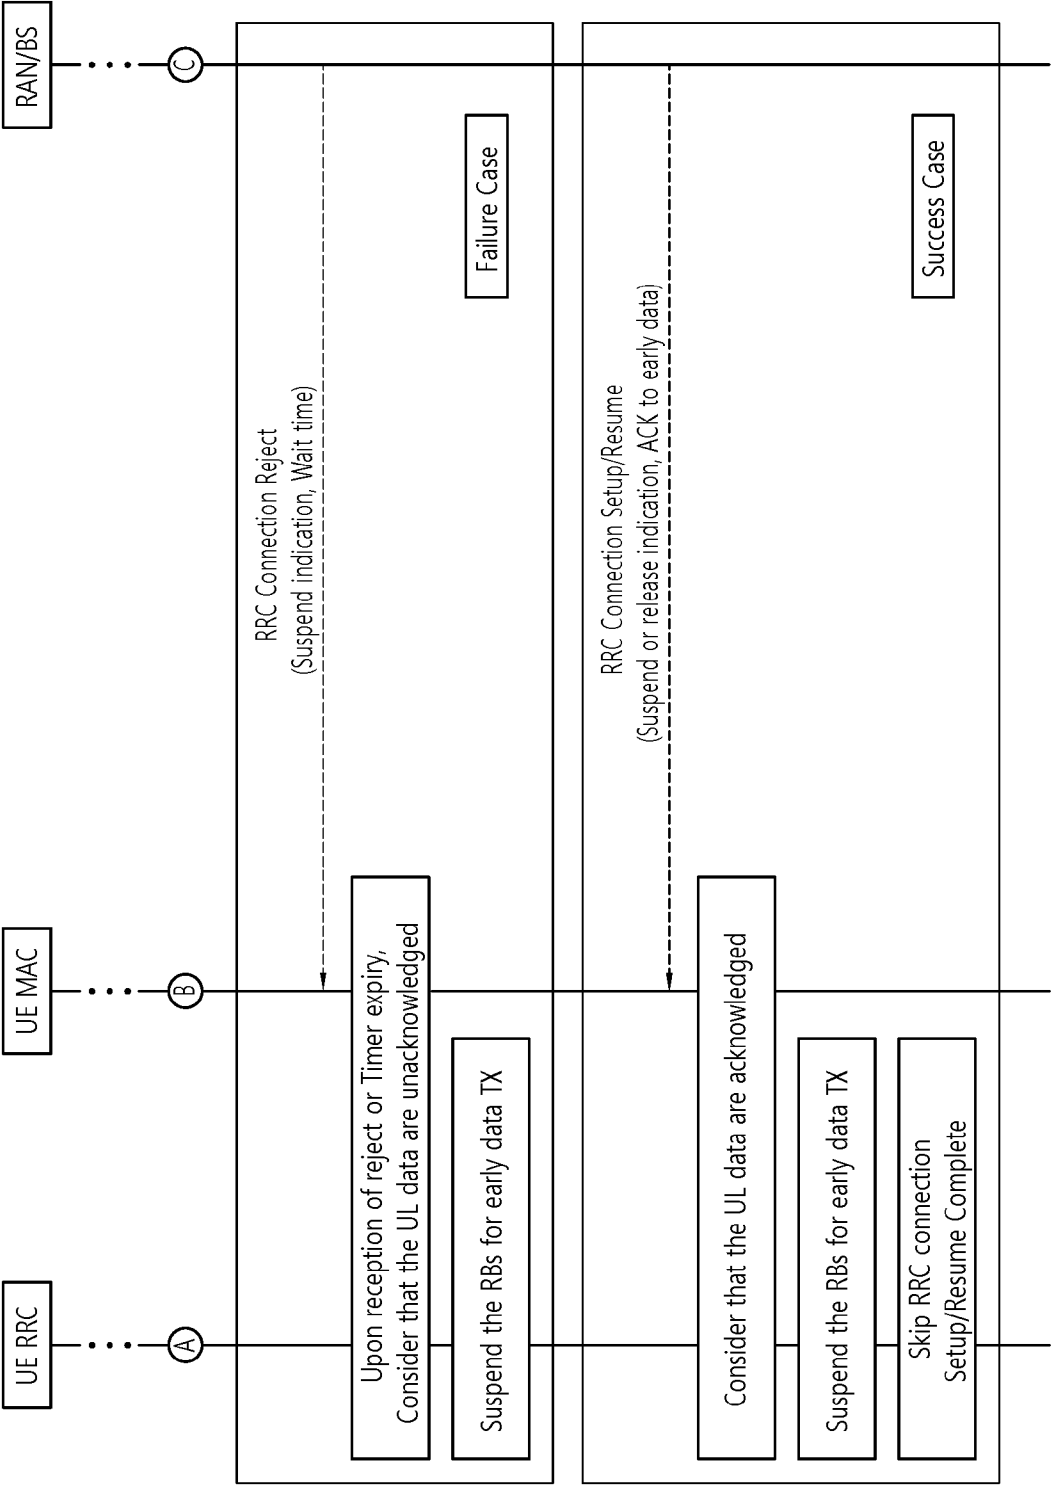 UE RRC
UE MAC
RAN/BS
A
B
C
RRC Connection Reject
(Suspend indication, Wait time)
Upon reception of reject or Timer expiry,
Consider that the UL data are unacknowledged
Suspend the RBs for early data TX
Failure Case
RRC Connection Setup/Resume
(Suspend or release indication, ACK to early data)
Consider that the UL data are acknowledged
Suspend the RBs for early data TX
Skip RRC connection
Setup/Resume Complete
Success Case